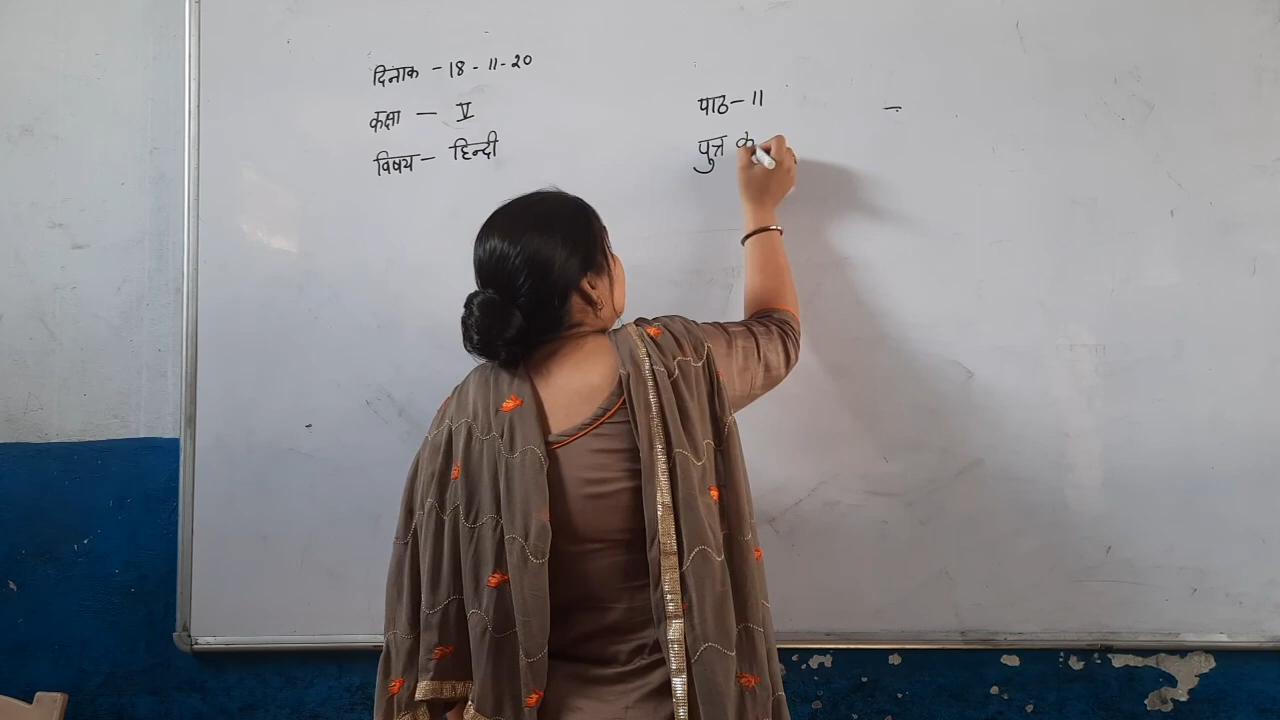 दिनाक - 18 - 11 - 20
कक्षा - V
विषय - हिन्दी
पाठ - 11
पुत्र